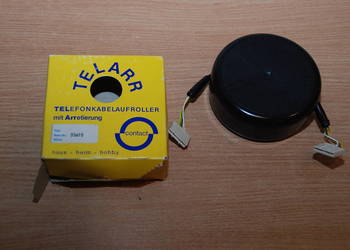 TELARR
TELEFONKABELAUFROLLER
mit Arretierung
contact
haus - heim - hobby